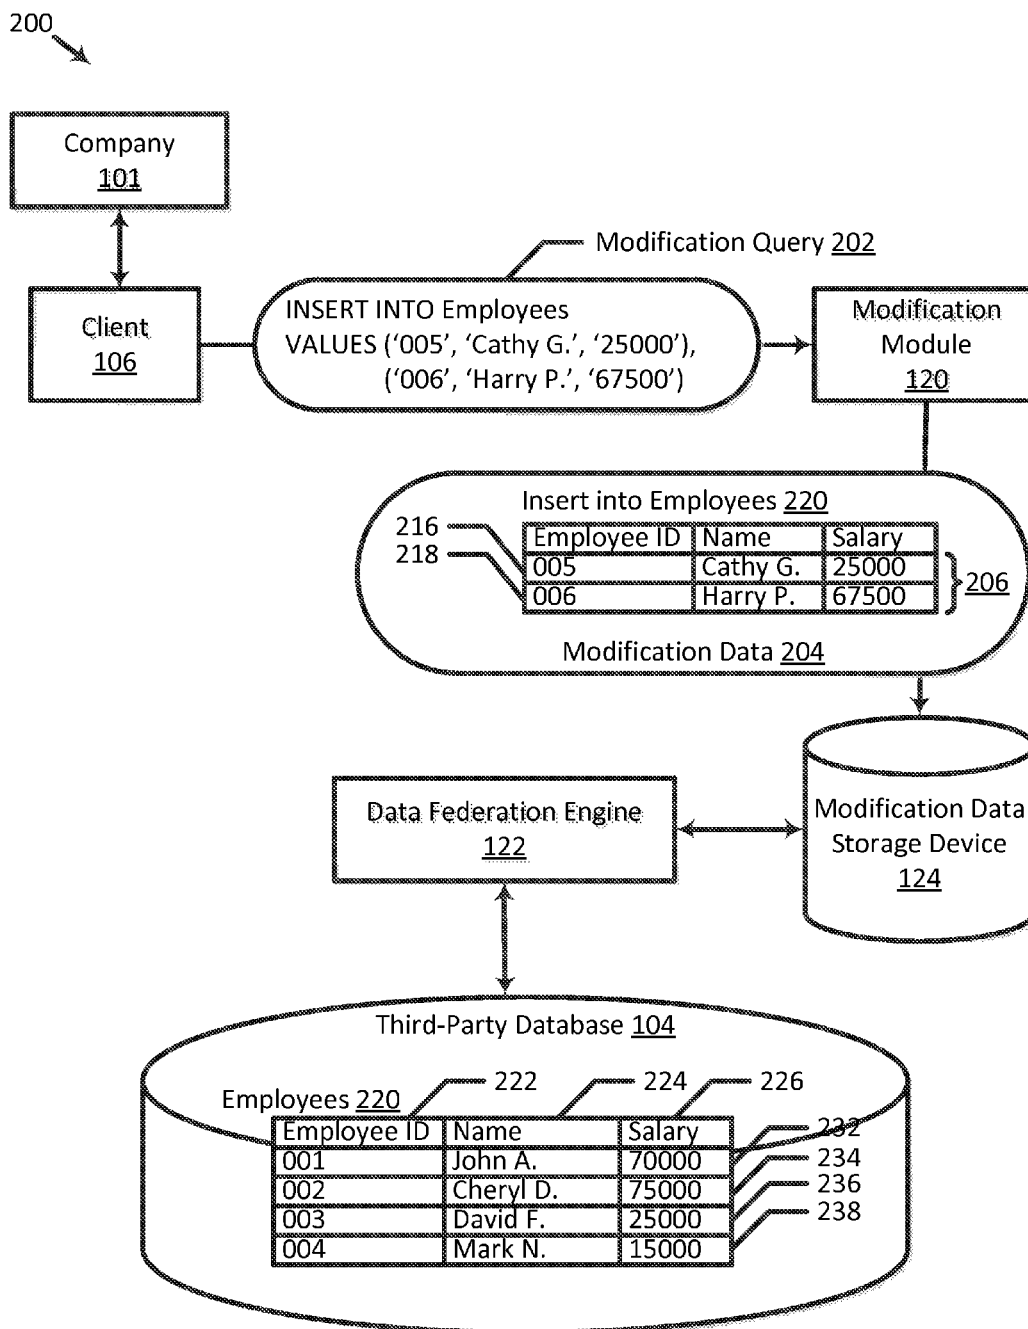 200
Company
101
Modification Query 202
Client
106
INSERT INTO Employees
VALUES (‘005’, ‘Cathy G.’, ‘25000’),
(‘006’, ‘Harry P.’, ‘67500’)
Modification
Module
120
Insert into Employees 220
216
218
Employee ID Name Salary
005 Cathy G. 25000
006 Harry P. 67500
206
Modification Data 204
Data Federation Engine
122
Modification Data
Storage Device
124
Third-Party Database 104
222 224 226
Employees 220
Employee ID Name Salary
232
001 John A. 70000
234
002 Cheryl D. 75000
236
003 David F. 25000
238
004 Mark N. 15000